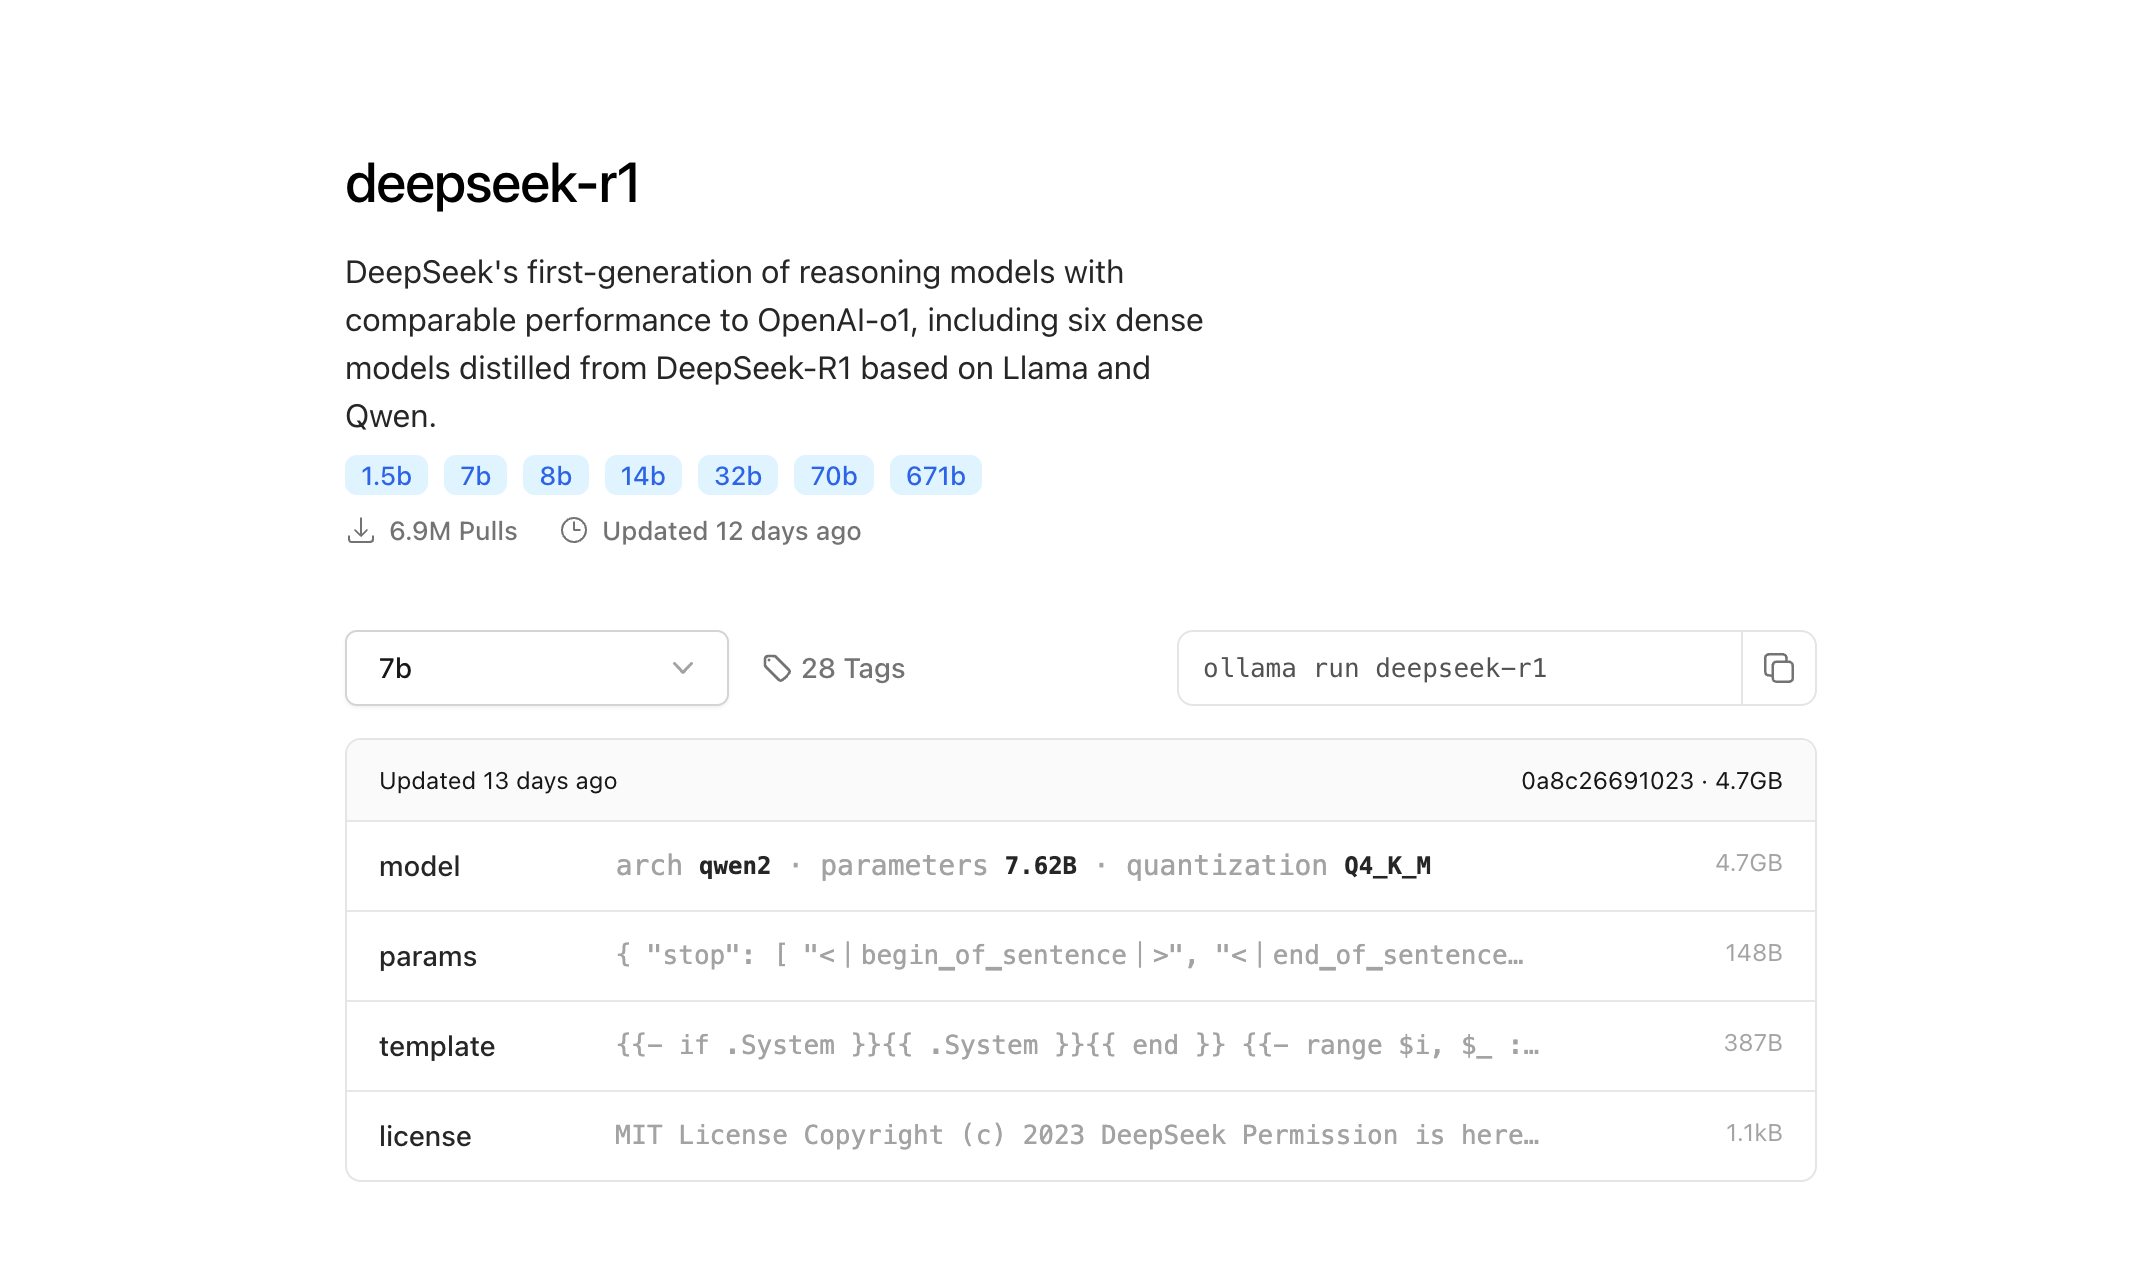 deepseek-r1
DeepSeek's first-generation of reasoning models with
comparable performance to OpenAI-o1, including six dense
models distilled from DeepSeek-R1 based on Llama and
Qwen.
1.5b 7b 8b 14b 32b 70b 671b
6.9M Pulls Updated 12 days ago
7b 28 Tags ollama run deepseek-r1
Updated 13 days ago 0a8c26691023 · 4.7GB
model arch qwen2 · parameters 7.62B · quantization Q4_K_M 4.7GB
params { "stop": [ "<｜begin_of_sentence｜>", "<｜end_of_sentence… 148B
template {{- if .System }}{{ .System }}{{ end }} {{- range $i, $_ :… 387B
license MIT License Copyright (c) 2023 DeepSeek Permission is here… 1.1kB